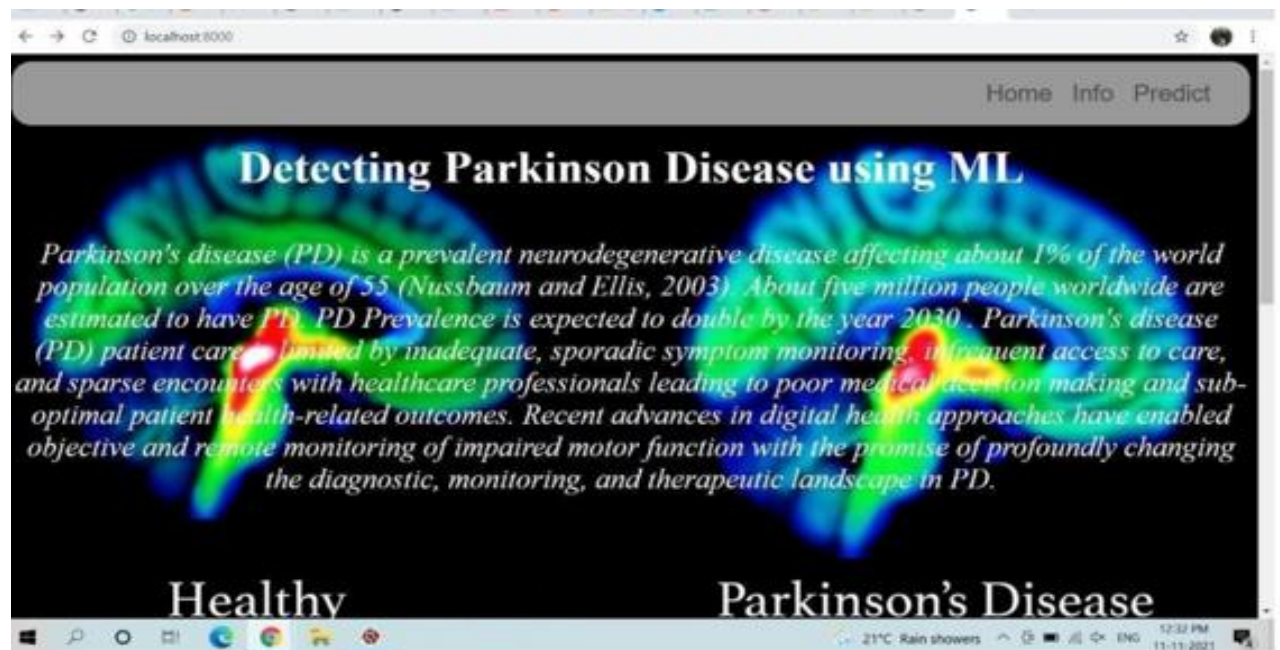 localhost:8000
Home Info Predict
Detecting Parkinson Disease using ML
Parkinson's disease (PD) is a prevalent neurodegenerative disease affecting about 1% of the world
population over the age of 55 (Nussbaum and Ellis, 2003). About five million people worldwide are
estimated to have PD. PD Prevalence is expected to double by the year 2030 . Parkinson's disease
(PD) patient care is limited by inadequate, sporadic symptom monitoring, infrequent access to care,
and sparse encounters with healthcare professionals leading to poor medical decision making and sub-
optimal patient health-related outcomes. Recent advances in digital health approaches have enabled
objective and remote monitoring of impaired motor function with the promise of profoundly changing
the diagnostic, monitoring, and therapeutic landscape in PD.
Healthy Parkinson's Disease
21°C Rain showers ENG 12:32 PM
11-11-2021